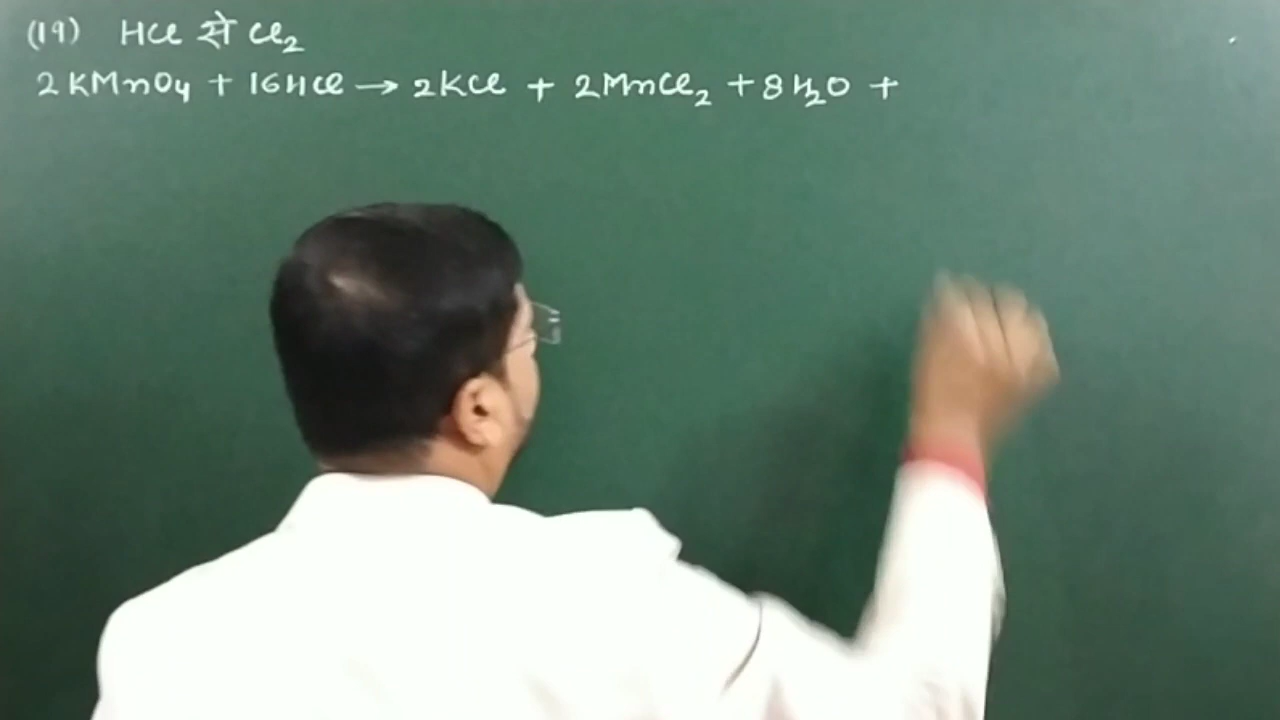 (19) HCl से Cl₂
2KMnO₄ + 16HCl → 2KCl + 2MnCl₂ + 8H₂O +